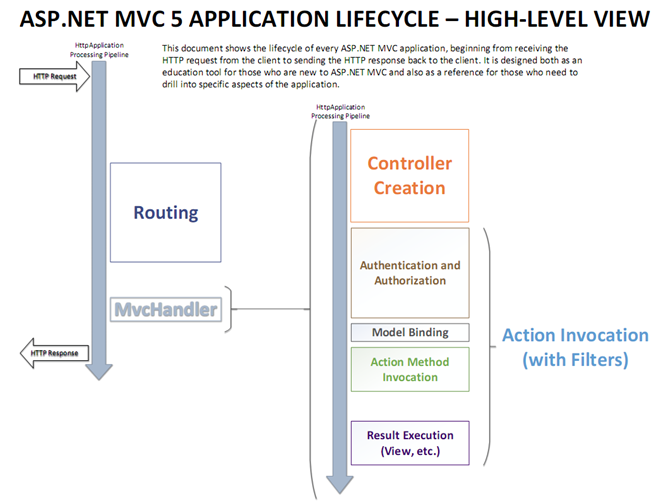 ASP.NET MVC 5 APPLICATION LIFECYCLE – HIGH-LEVEL VIEW
HttpApplication
Processing Pipeline
This document shows the lifecycle of every ASP.NET MVC application, beginning from receiving the
HTTP request from the client to sending the HTTP response back to the client. It is designed both as an
education tool for those who are new to ASP.NET MVC and also as a reference for those who need to
drill into specific aspects of the application.
HTTP Request
HttpApplication
Processing Pipeline
Controller
Creation
Routing
Authentication and
Authorization
MvcHandler
Model Binding
Action Invocation
(with Filters)
HTTP Response
Action Method
Invocation
Result Execution
(View, etc.)